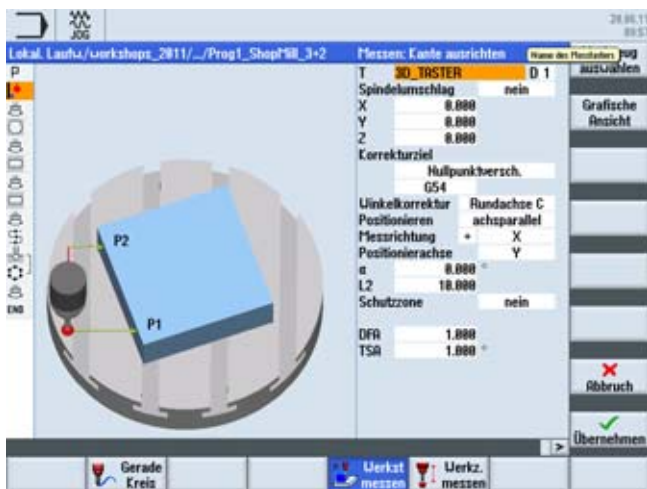 JOG
Lokal. Laufw./workshops_2011/.../Prog1_ShopMill_3+2
Messen: Kante ausrichten
Name des Messtasters
auswählen
T 3D_TASTER D 1
Spindelumschlag nein
X 0.000
Y 0.000
Z 0.000
Korrekturziel
Nullpunktversch.
G54
Winkelkorrektur Rundachse C
Positionieren achsparallel
Messrichtung + X
Positionierachse Y
α 0.000 °
L2 10.000
Schutzzone nein
DFA 1.000
TSA 1.000 °
P
END
P2
P1
Grafische
Ansicht
Abbruch
Übernehmen
>
Gerade
Kreis
Werkst
messen
Werkz.
messen